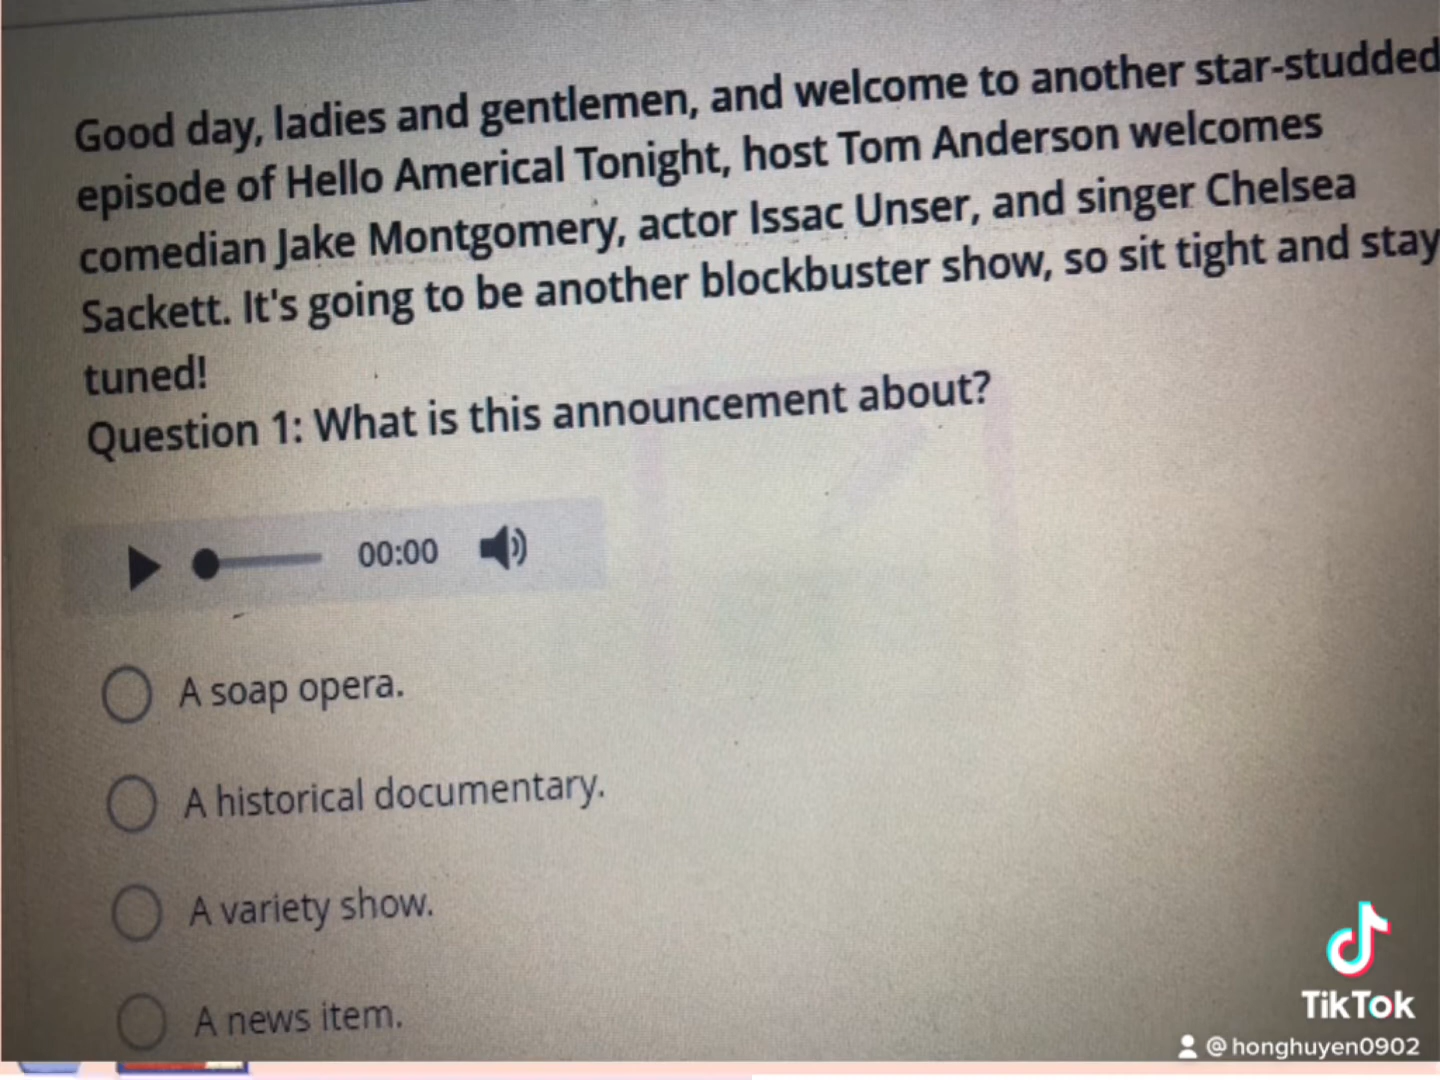 Good day, ladies and gentlemen, and welcome to another star-studded
episode of Hello Americal Tonight, host Tom Anderson welcomes
comedian Jake Montgomery, actor Issac Unser, and singer Chelsea
Sackett. It's going to be another blockbuster show, so sit tight and stay
tuned!
Question 1: What is this announcement about?
00:00
A soap opera.
A historical documentary.
A variety show.
A news item.
TikTok
@honghuyen0902